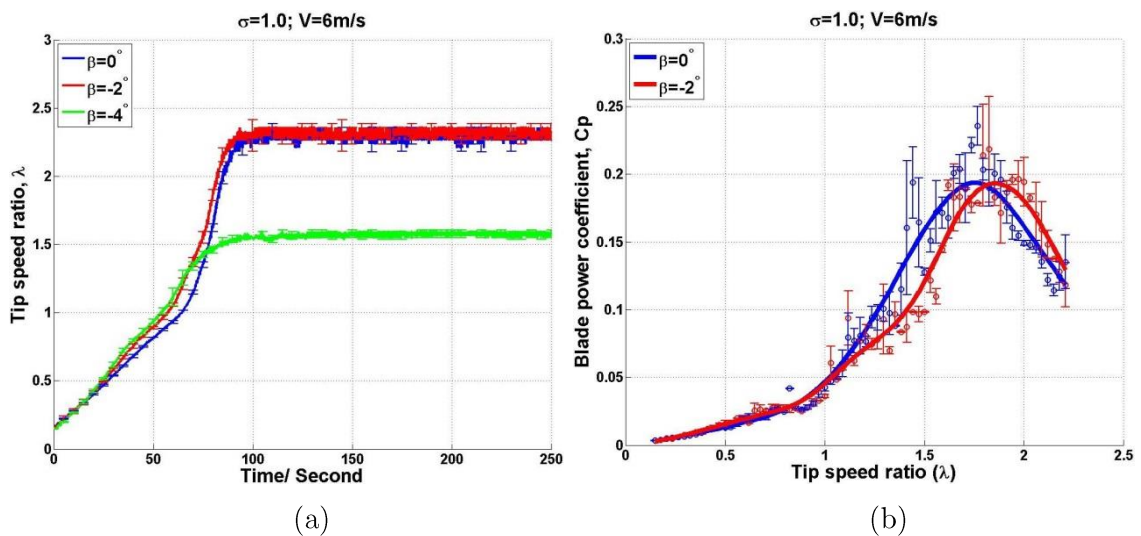 σ=1.0; V=6m/s
3
2.5
2
1.5
1
0.5
0
Tip speed ratio, λ
β=0°
β=-2°
β=-4°
0
50
100
150
200
250
Time/ Second
(a)
σ=1.0; V=6m/s
0.3
0.25
0.2
0.15
0.1
0.05
0
Blade power coefficient, Cp
β=0°
β=-2°
0
0.5
1
1.5
2
2.5
Tip speed ratio (λ)
(b)